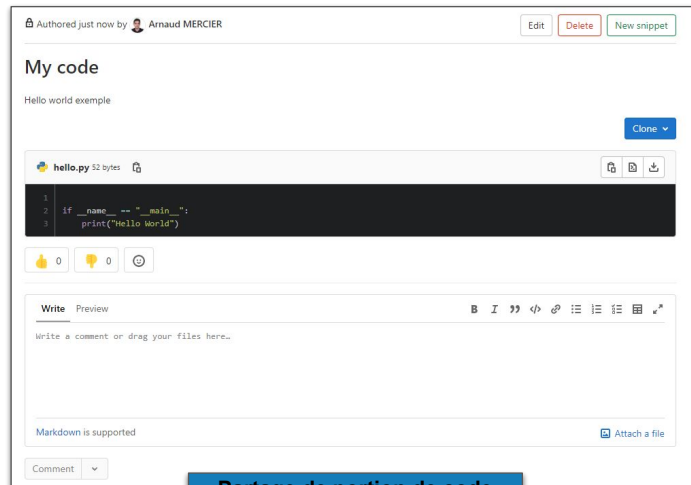 Authored just now by Arnaud MERCIER
Edit Delete New snippet
My code
Hello world exemple
Clone
hello.py 52 bytes
1
2 if __name__ == "__main__":
3 print("Hello World")
0 0
Write Preview
B I
Write a comment or drag your files here…
Markdown is supported
Attach a file
Comment
Partage de portion de code